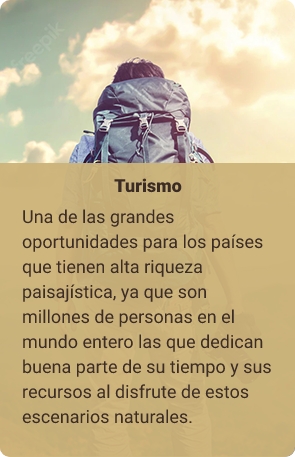 freepik
Turismo
Una de las grandes
oportunidades para los países
que tienen alta riqueza
paisajística, ya que son
millones de personas en el
mundo entero las que dedican
buena parte de su tiempo y sus
recursos al disfrute de estos
escenarios naturales.